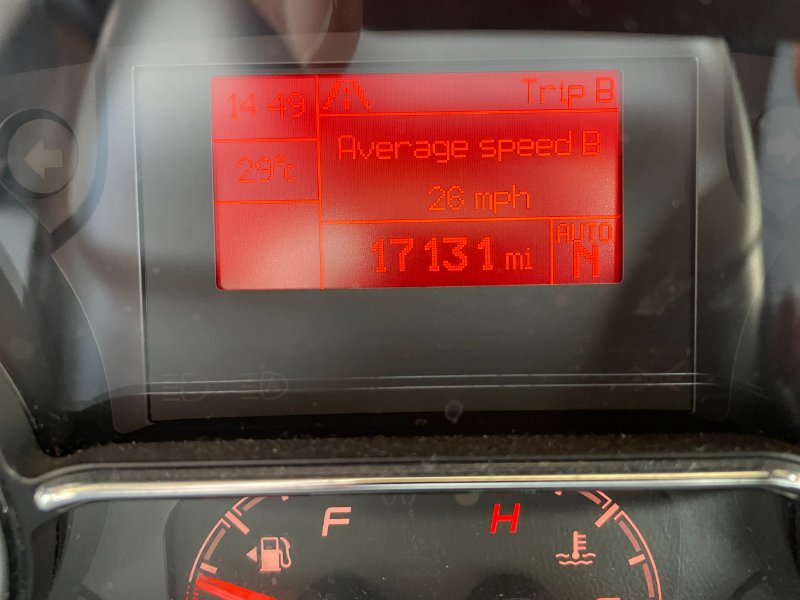 14 49
Trip B
29°c
Average speed B
26 mph
17131 mi
AUTO
N
F
H